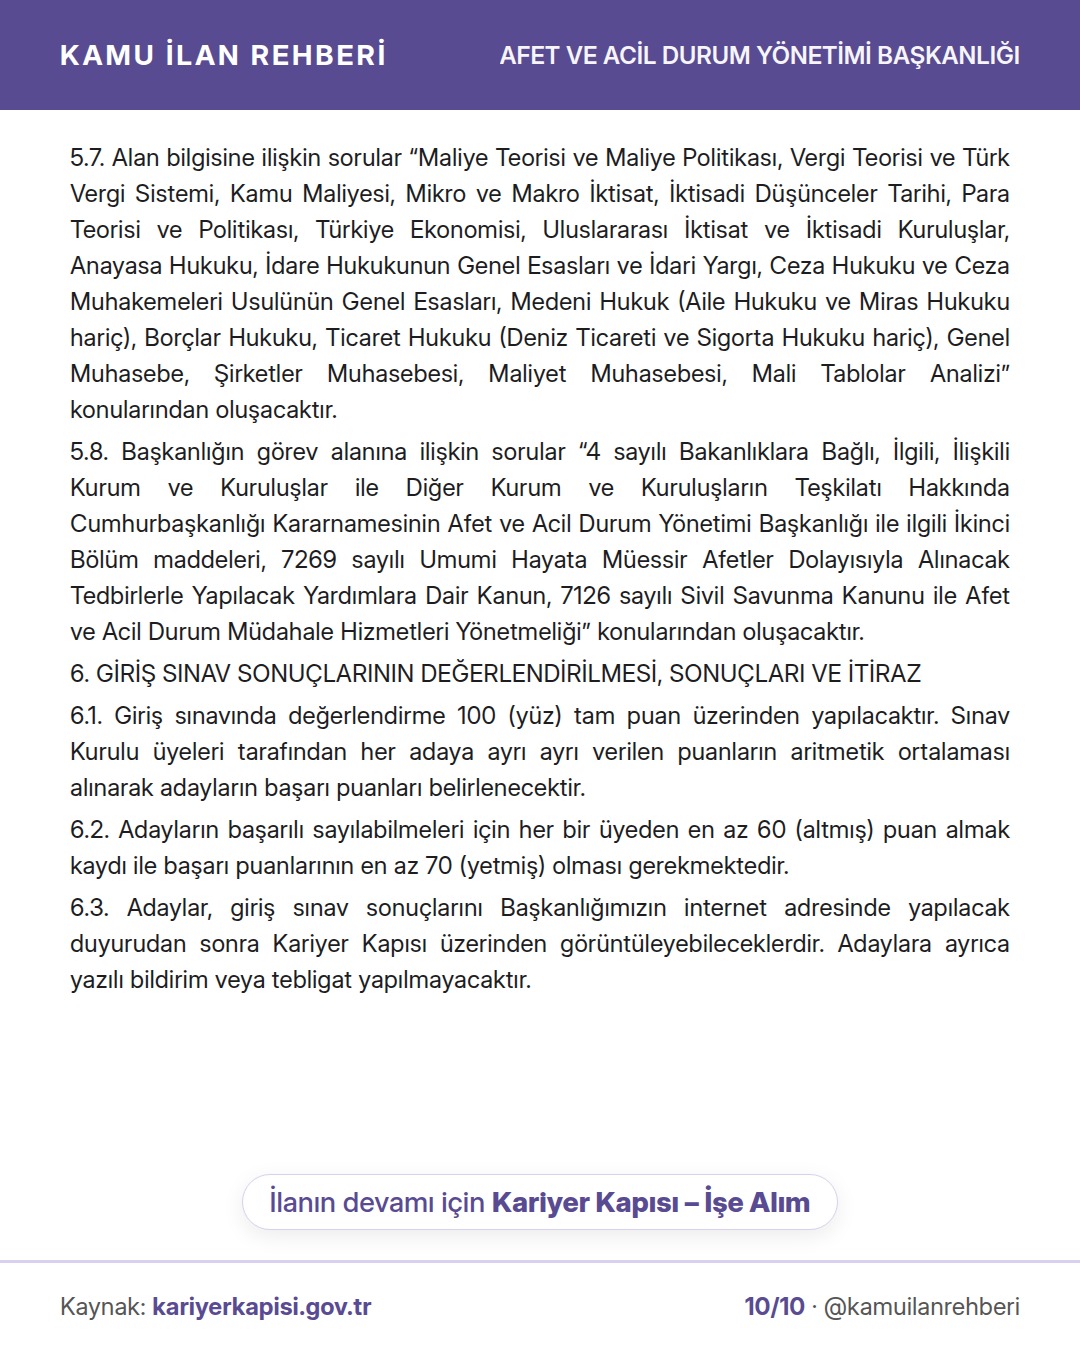 KAMU İLAN REHBERİ
AFET VE ACİL DURUM YÖNETİMİ BAŞKANLIĞI
5.7. Alan bilgisine ilişkin sorular “Maliye Teorisi ve Maliye Politikası, Vergi Teorisi ve Türk
Vergi Sistemi, Kamu Maliyesi, Mikro ve Makro İktisat, İktisadi Düşünceler Tarihi, Para
Teorisi ve Politikası, Türkiye Ekonomisi, Uluslararası İktisat ve İktisadi Kuruluşlar,
Anayasa Hukuku, İdare Hukukunun Genel Esasları ve İdari Yargı, Ceza Hukuku ve Ceza
Muhakemeleri Usulünün Genel Esasları, Medeni Hukuk (Aile Hukuku ve Miras Hukuku
hariç), Borçlar Hukuku, Ticaret Hukuku (Deniz Ticareti ve Sigorta Hukuku hariç), Genel
Muhasebe, Şirketler Muhasebesi, Maliyet Muhasebesi, Mali Tablolar Analizi”
konularından oluşacaktır.
5.8. Başkanlığın görev alanına ilişkin sorular “4 sayılı Bakanlıklara Bağlı, İlgili, İlişkili
Kurum ve Kuruluşlar ile Diğer Kurum ve Kuruluşların Teşkilatı Hakkında
Cumhurbaşkanlığı Kararnamesinin Afet ve Acil Durum Yönetimi Başkanlığı ile ilgili İkinci
Bölüm maddeleri, 7269 sayılı Umumi Hayata Müessir Afetler Dolayısıyla Alınacak
Tedbirlerle Yapılacak Yardımlara Dair Kanun, 7126 sayılı Sivil Savunma Kanunu ile Afet
ve Acil Durum Müdahale Hizmetleri Yönetmeliği” konularından oluşacaktır.
6. GİRİŞ SINAV SONUÇLARININ DEĞERLENDİRİLMESİ, SONUÇLARI VE İTİRAZ
6.1. Giriş sınavında değerlendirme 100 (yüz) tam puan üzerinden yapılacaktır. Sınav
Kurulu üyeleri tarafından her adaya ayrı ayrı verilen puanların aritmetik ortalaması
alınarak adayların başarı puanları belirlenecektir.
6.2. Adayların başarılı sayılabilmeleri için her bir üyeden en az 60 (altmış) puan almak
kaydı ile başarı puanlarının en az 70 (yetmiş) olması gerekmektedir.
6.3. Adaylar, giriş sınav sonuçlarını Başkanlığımızın internet adresinde yapılacak
duyurudan sonra Kariyer Kapısı üzerinden görüntüleyebileceklerdir. Adaylara ayrıca
yazılı bildirim veya tebligat yapılmayacaktır.
İlanın devamı için Kariyer Kapısı – İşe Alım
Kaynak: kariyerkapisi.gov.tr
10/10 · @kamuilanrehberi